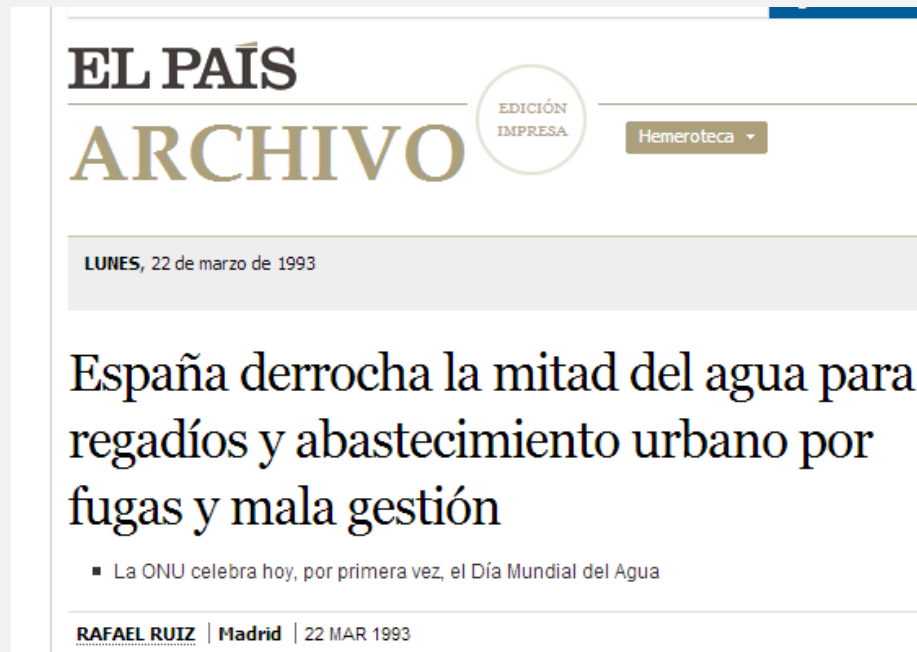 EL PAÍS
ARCHIVO
EDICIÓN
IMPRESA
Hemeroteca
LUNES, 22 de marzo de 1993
España derrocha la mitad del agua para
regadíos y abastecimiento urbano por
fugas y mala gestión
La ONU celebra hoy, por primera vez, el Día Mundial del Agua
RAFAEL RUIZ | Madrid | 22 MAR 1993